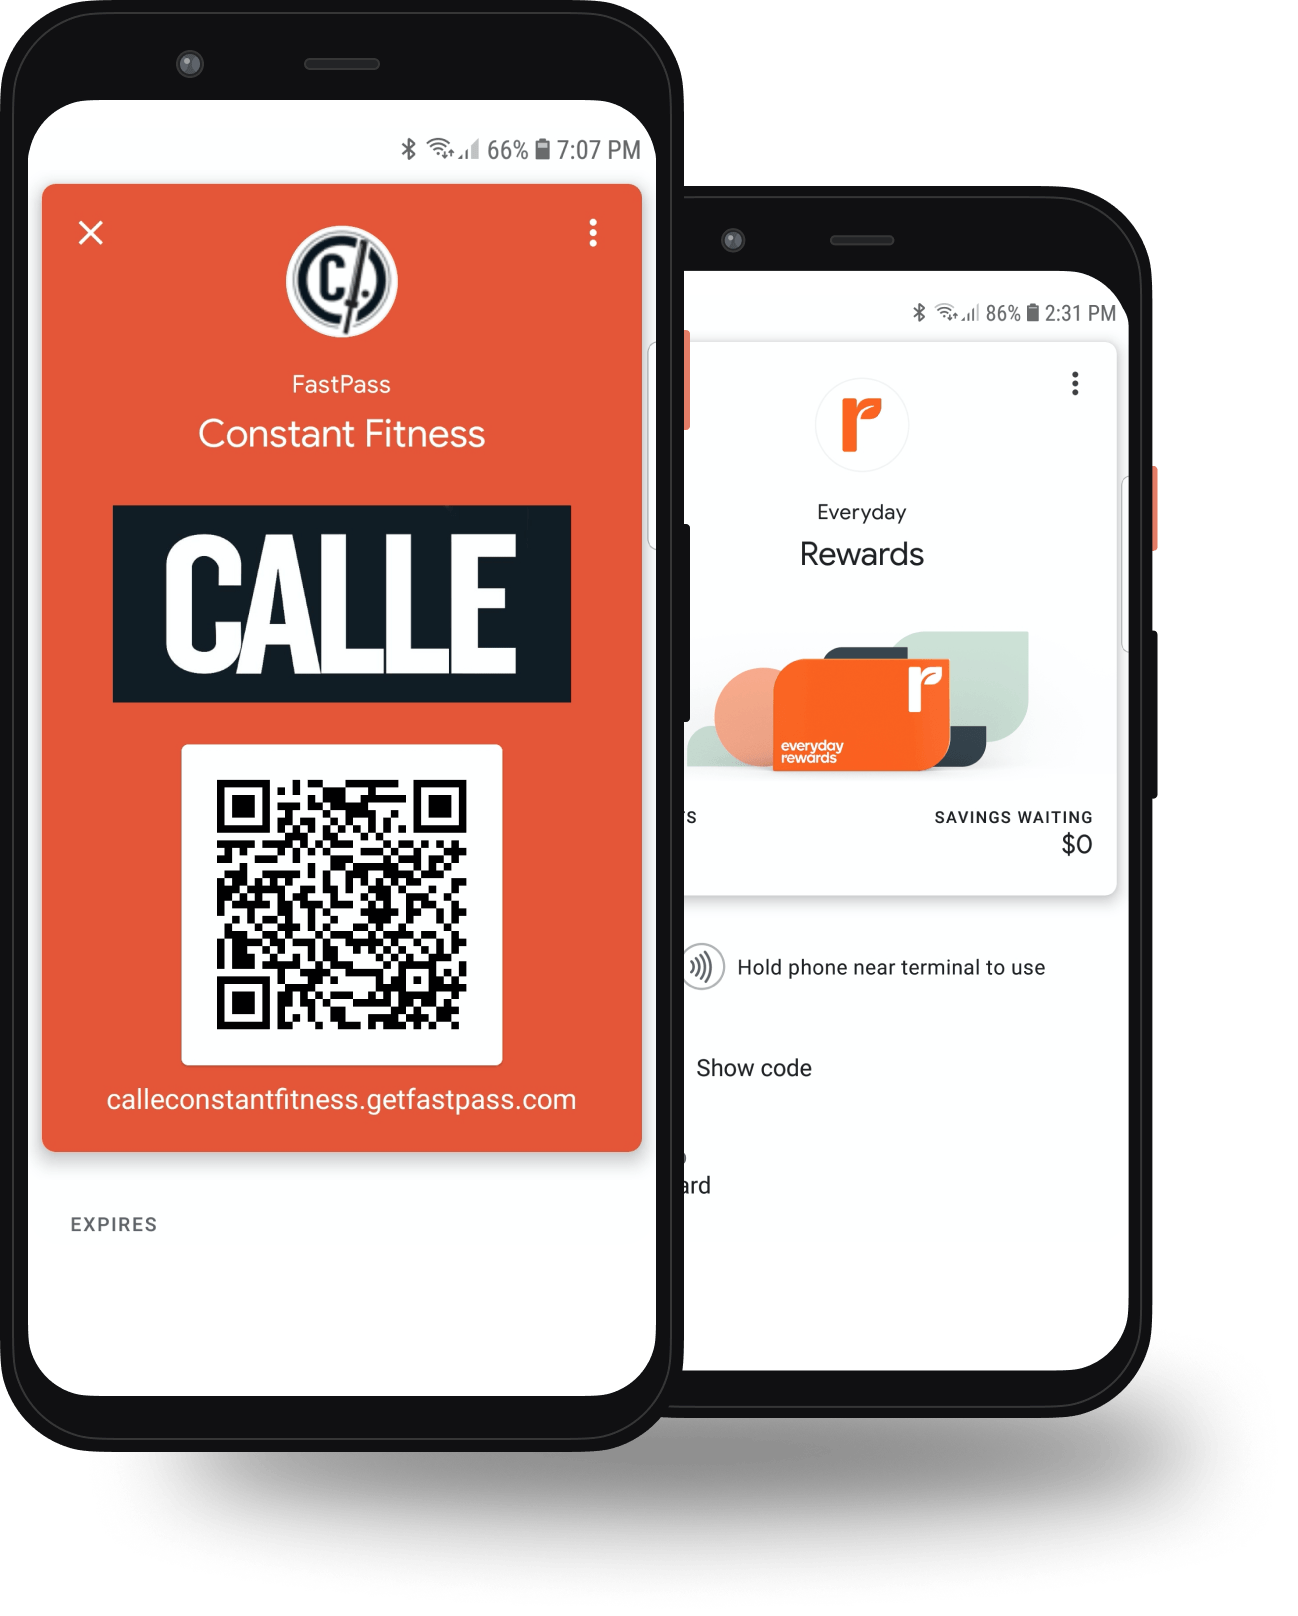 66% 7:07 PM
FastPass
Constant Fitness
CALLE
calleconstantfitness.getfastpass.com
EXPIRES
86% 2:31 PM
r
Everyday
Rewards
r
everyday
rewards
SAVINGS WAITING
$0
Hold phone near terminal to use
Show code